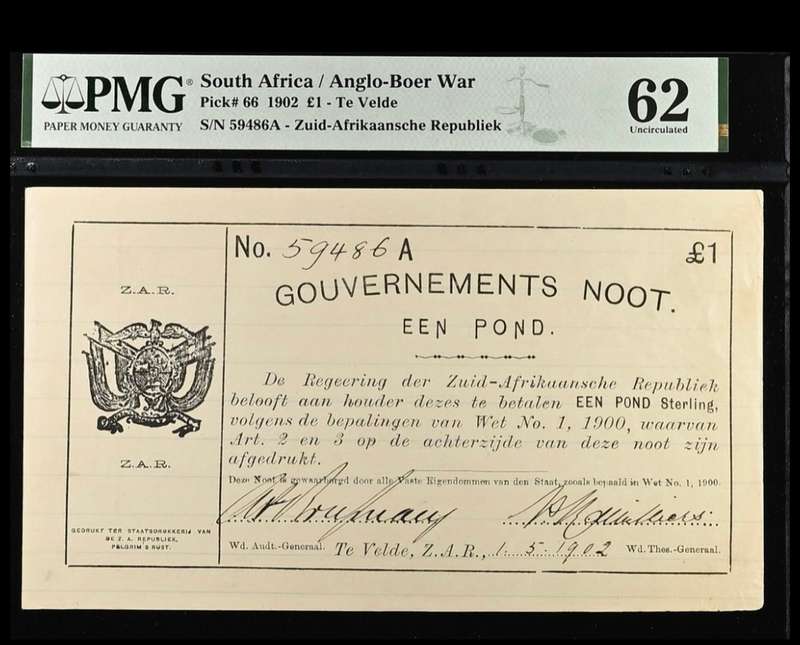 PMG®
PAPER MONEY GUARANTY
South Africa / Anglo-Boer War
Pick# 66 1902 £1 - Te Velde
S/N 59486A - Zuid-Afrikaansche Republiek
62
Uncirculated
No. 59486 A
£1
GOUVERNEMENTS NOOT.
EEN POND.
Z.A.R.
De Regeering der Zuid-Afrikaansche Republiek
belooft aan houder dezes te betalen EEN POND Sterling,
volgens de bepalingen van Wet No. 1, 1900, waarvan
Art. 2 en 3 op de achterzijde van deze noot zijn
afgedrukt.
Z.A.R.
Deze Noot is gewaarborgd door alle Vaste Eigendommen van den Staat, zooals bepaald in Wet No. 1, 1900.
GEDRUKT TER STAATSDRUKKERIJ VAN
DE Z. A. REPUBLIEK,
PELGRIM'S RUST.
Wd. Audt.-Generaal. Te Velde, Z.A.R., 1. 5. 1902 Wd. Thes.-Generaal.